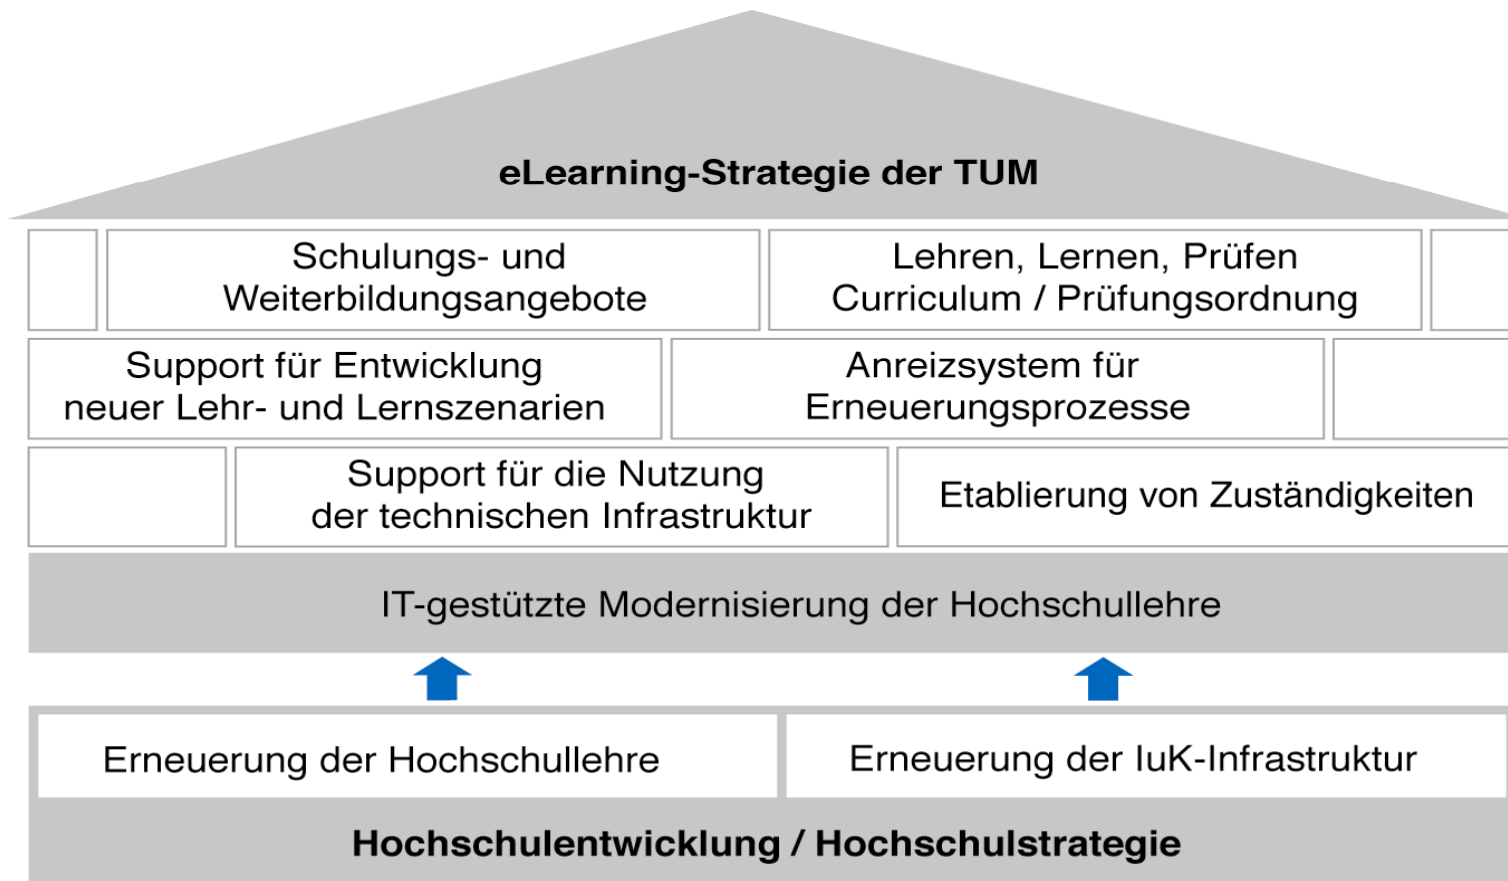 eLearning-Strategie der TUM
Schulungs- und
Weiterbildungsangebote
Lehren, Lernen, Prüfen
Curriculum / Prüfungsordnung
Support für Entwicklung
neuer Lehr- und Lernszenarien
Anreizsystem für
Erneuerungsprozesse
Support für die Nutzung
der technischen Infrastruktur
Etablierung von Zuständigkeiten
IT-gestützte Modernisierung der Hochschullehre
Erneuerung der Hochschullehre
Erneuerung der IuK-Infrastruktur
Hochschulentwicklung / Hochschulstrategie